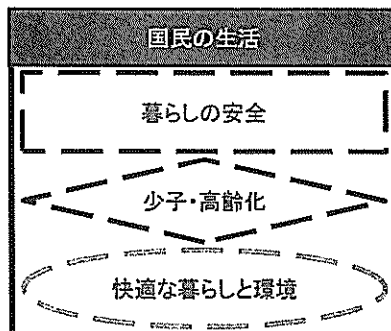 国民の生活
暮らしの安全
少子・高齢化
快適な暮らしと環境